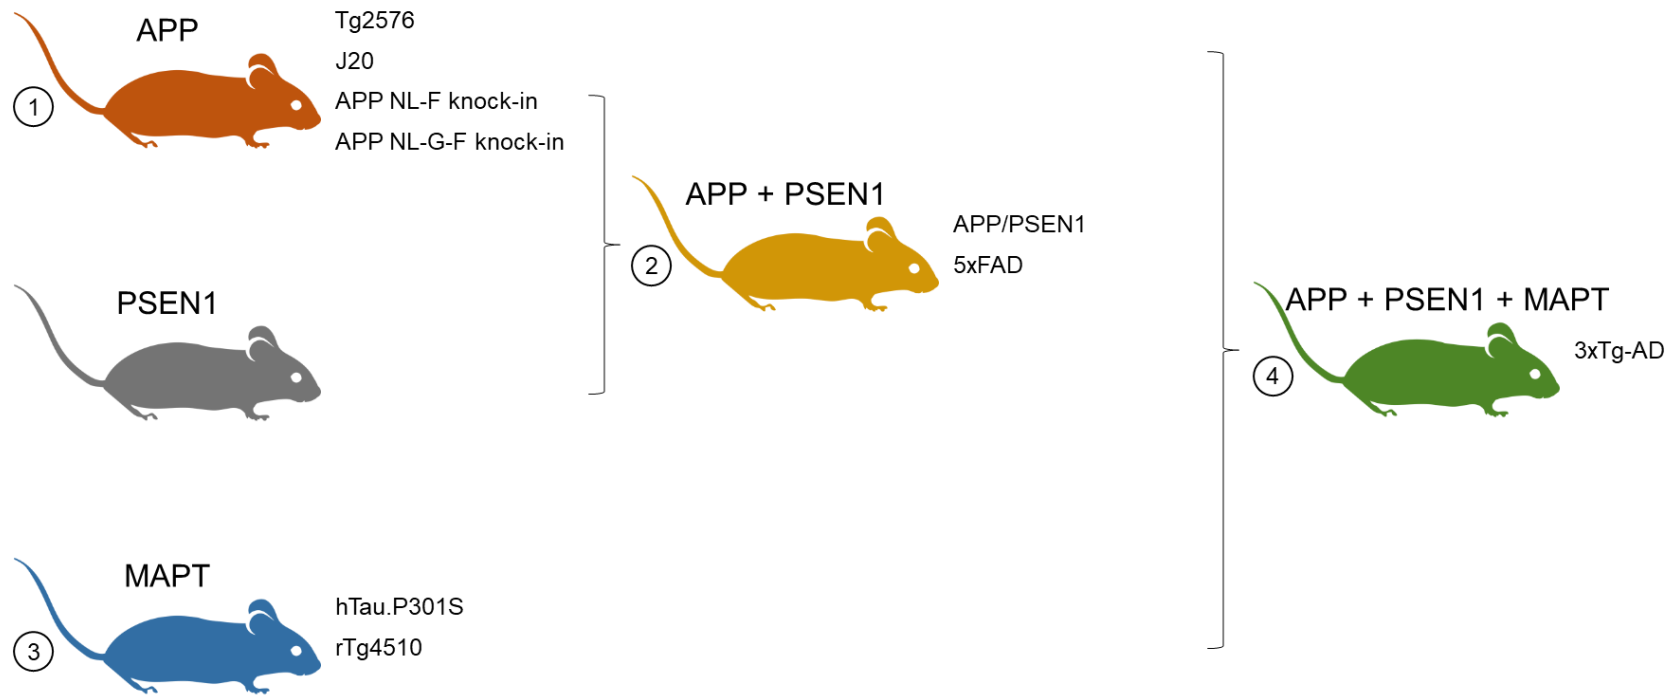 APP
Tg2576
J20
1
APP NL-F knock-in
APP NL-G-F knock-in
APP + PSEN1
2
APP/PSEN1
5xFAD
PSEN1
APP + PSEN1 + MAPT
4
3xTg-AD
MAPT
3
hTau.P301S
rTg4510